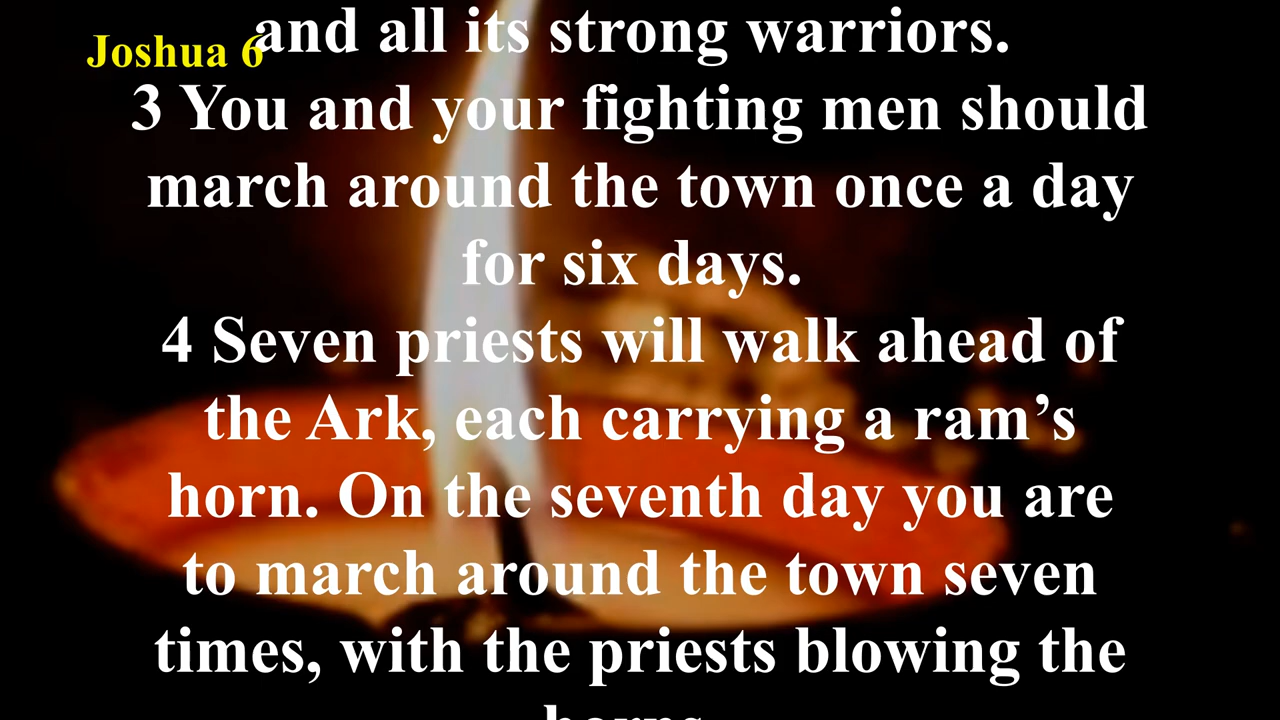 Joshua 6
and all its strong warriors.
3 You and your fighting men should
march around the town once a day
for six days.
4 Seven priests will walk ahead of
the Ark, each carrying a ram’s
horn. On the seventh day you are
to march around the town seven
times, with the priests blowing the
horns.